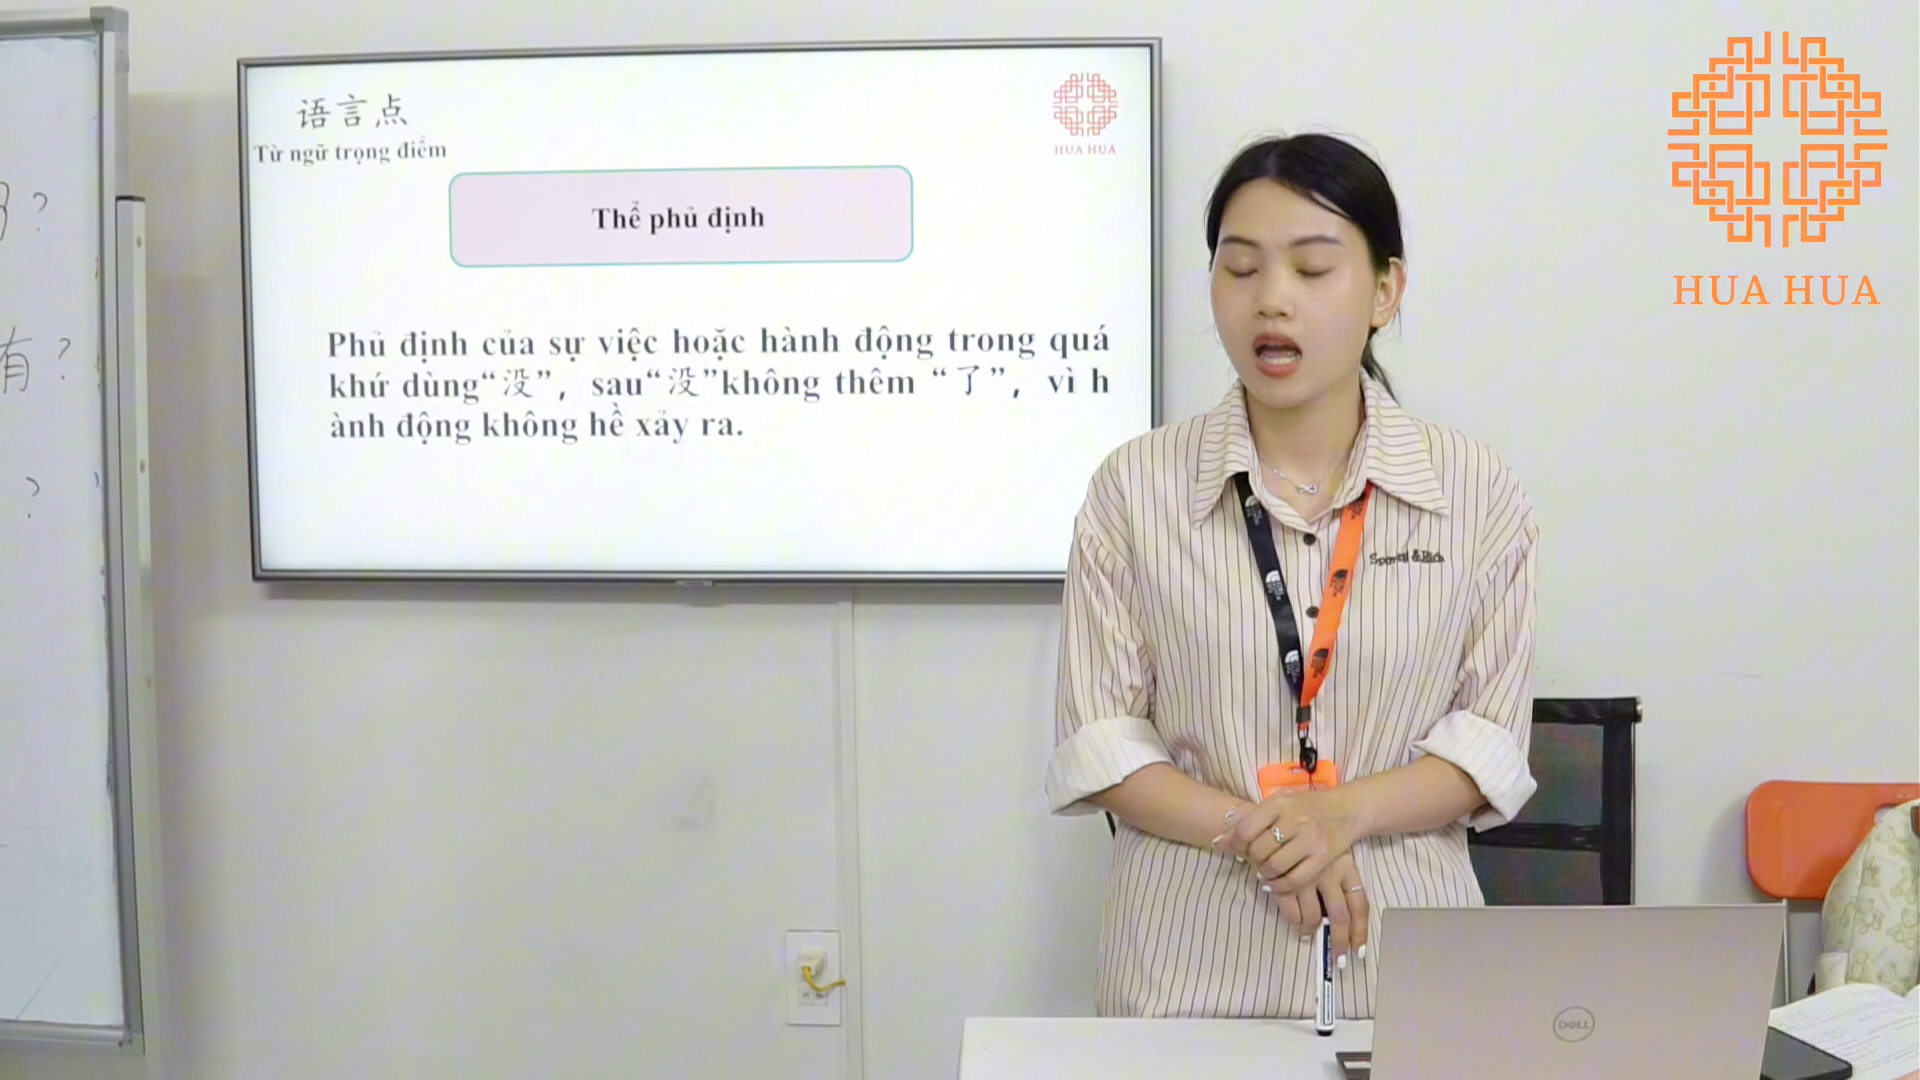 语言点
Từ ngữ trọng điểm
HUA HUA
Thể phủ định
Phủ định của sự việc hoặc hành động trong quá
khứ dùng“没”, sau“没”không thêm “了”, vì h
ành động không hề xảy ra.
HUA HUA
?
有?
?
DELL